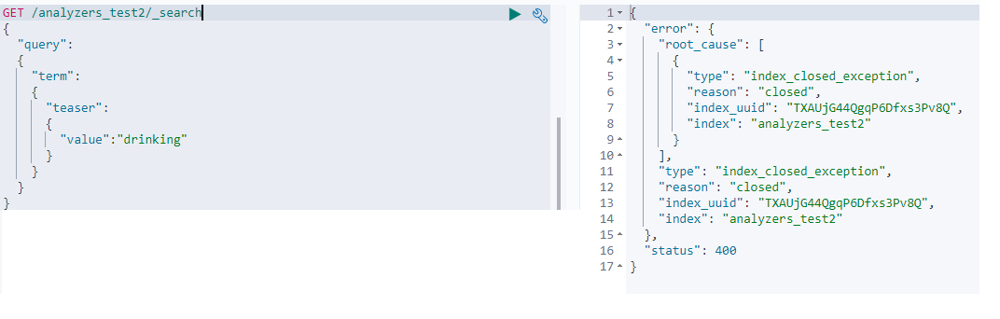 GET /analyzers_test2/_search
{
"query":
{
"term":
{
"teaser":
{
"value":"drinking"
}
}
}
}
1 {
2 "error": {
3 "root_cause": [
4 {
5 "type": "index_closed_exception",
6 "reason": "closed",
7 "index_uuid": "TXAUjG44QgqP6Dfxs3Pv8Q",
8 "index": "analyzers_test2"
9 }
10 ],
11 "type": "index_closed_exception",
12 "reason": "closed",
13 "index_uuid": "TXAUjG44QgqP6Dfxs3Pv8Q",
14 "index": "analyzers_test2"
15 },
16 "status": 400
17 }